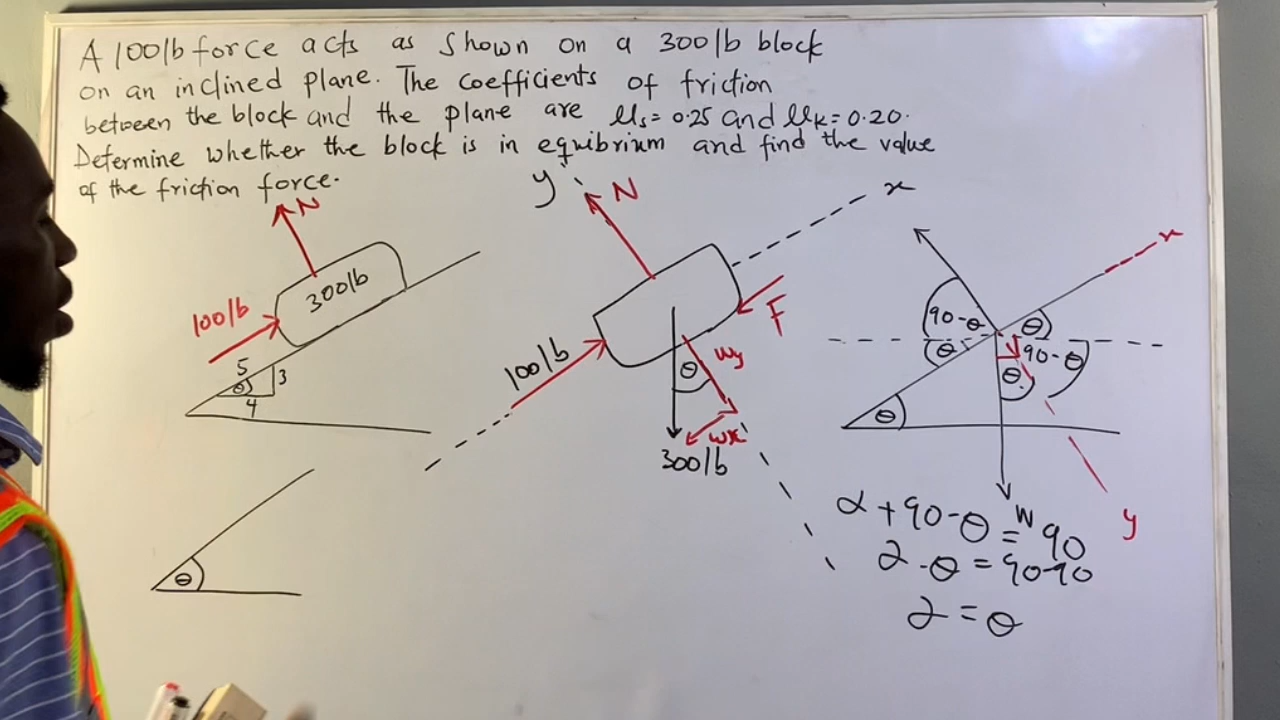 A 100lb force acts as shown on a 300lb block
on an inclined plane. The coefficients of friction
between the block and the plane are μs = 0.25 and μk = 0.20.
Determine whether the block is in equibrium and find the value
of the friction force.
N
100lb
300lb
5
θ
3
4
θ
y
N
x
F
100lb
θ
wy
wx
300lb
x
90-θ
θ
θ
90-θ
θ
θ
W
y
α + 90-θ = 90
α - θ = 90-90
α = θ